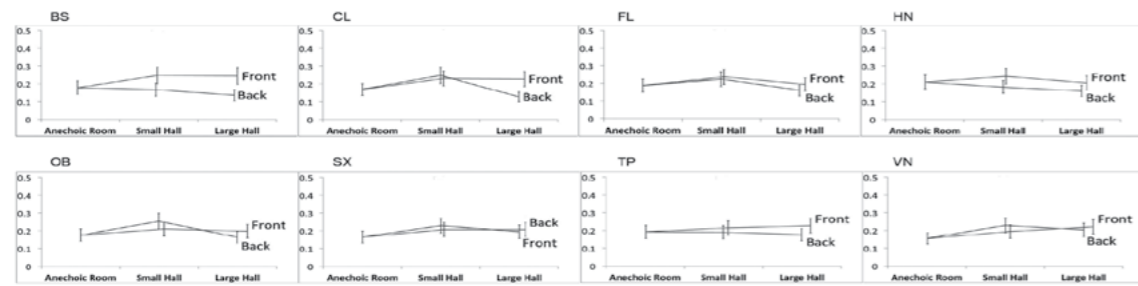 BS CL FL HN
0.5 0.5 0.5 0.5
0.4 0.4 0.4 0.4
0.3 0.3 0.3 0.3
Front Front Front Front
0.2 0.2 0.2 0.2
Back Back Back Back
0.1 0.1 0.1 0.1
0 0 0 0
Anechoic Room Small Hall Large Hall Anechoic Room Small Hall Large Hall Anechoic Room Small Hall Large Hall Anechoic Room Small Hall Large Hall
OB SX TP VN
0.5 0.5 0.5 0.5
0.4 0.4 0.4 0.4
0.3 0.3 0.3 0.3
Front Back Front Front
0.2 0.2 0.2 0.2
Back Front Back Back
0.1 0.1 0.1 0.1
0 0 0 0
Anechoic Room Small Hall Large Hall Anechoic Room Small Hall Large Hall Anechoic Room Small Hall Large Hall Anechoic Room Small Hall Large Hall